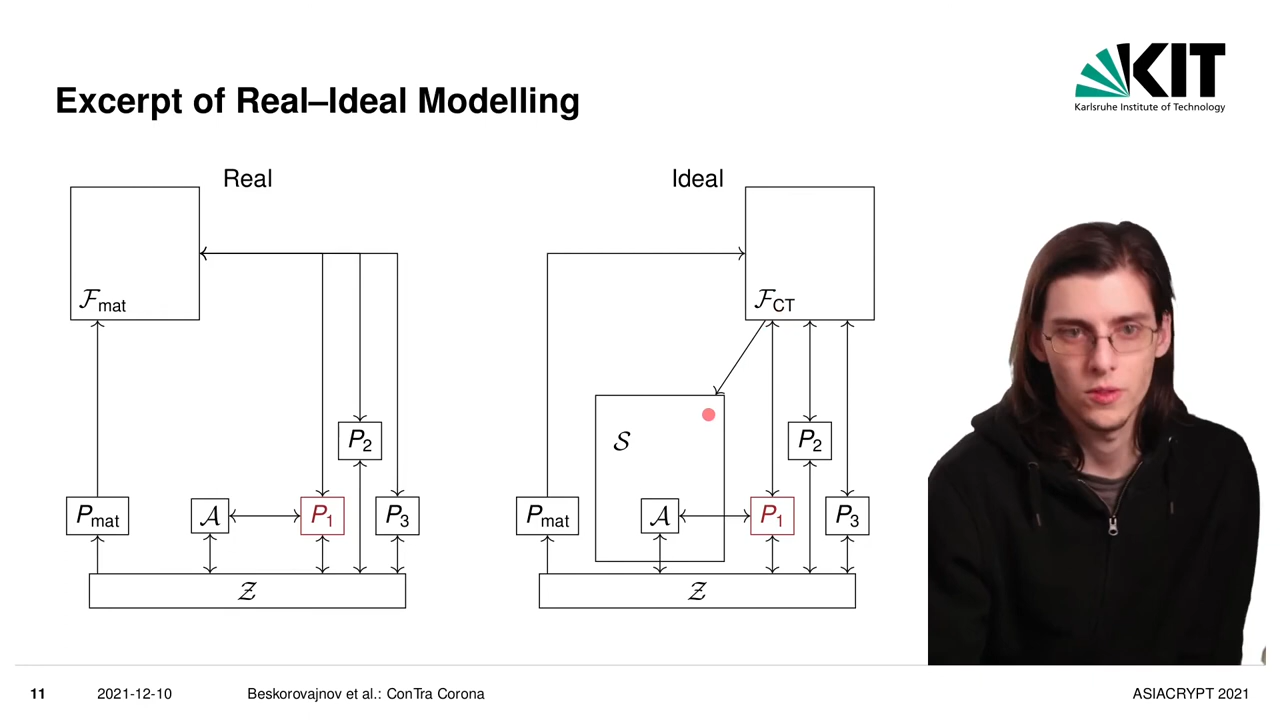 KIT
Karlsruhe Institute of Technology
Excerpt of Real–Ideal Modelling
Real
Ideal
ℱmat
ℱCT
P2
P2
Pmat
𝒜
P1
P3
𝒮
Pmat
𝒜
P1
P3
𝒵
𝒵
11 2021-12-10 Beskorovajnov et al.: ConTra Corona ASIACRYPT 2021